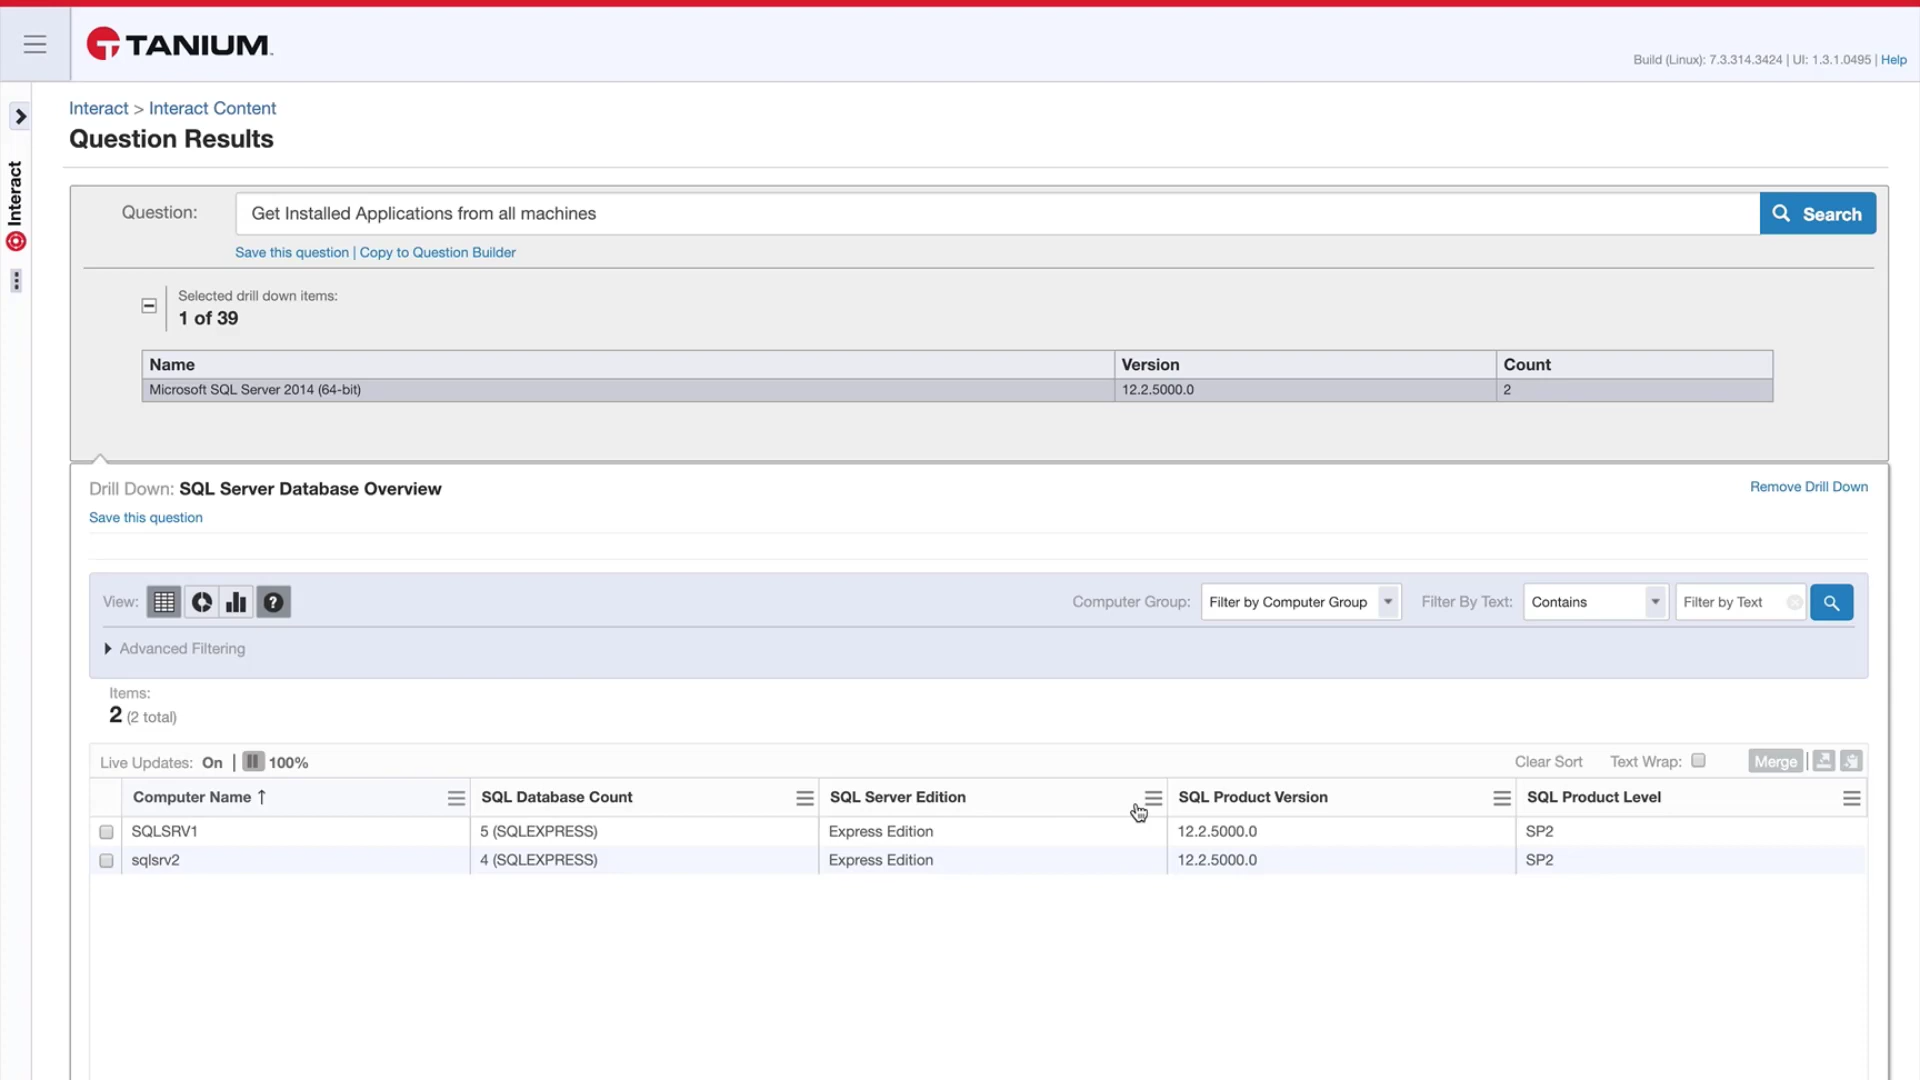 TANIUM
Build (Linux): 7.3.314.3424 | UI: 1.3.1.0495 | Help
Interact > Interact Content
Question Results
Interact
Question: Get Installed Applications from all machines Search
Save this question | Copy to Question Builder
Selected drill down items:
1 of 39
Name Version Count
Microsoft SQL Server 2014 (64-bit) 12.2.5000.0 2
Drill Down: SQL Server Database Overview Remove Drill Down
Save this question
View: ? Computer Group: Filter by Computer Group Filter By Text: Contains Filter by Text
Advanced Filtering
Items:
2 (2 total)
Live Updates: On | 100% Clear Sort Text Wrap: Merge |
Computer Name ↑ SQL Database Count SQL Server Edition SQL Product Version SQL Product Level
SQLSRV1 5 (SQLEXPRESS) Express Edition 12.2.5000.0 SP2
sqlsrv2 4 (SQLEXPRESS) Express Edition 12.2.5000.0 SP2